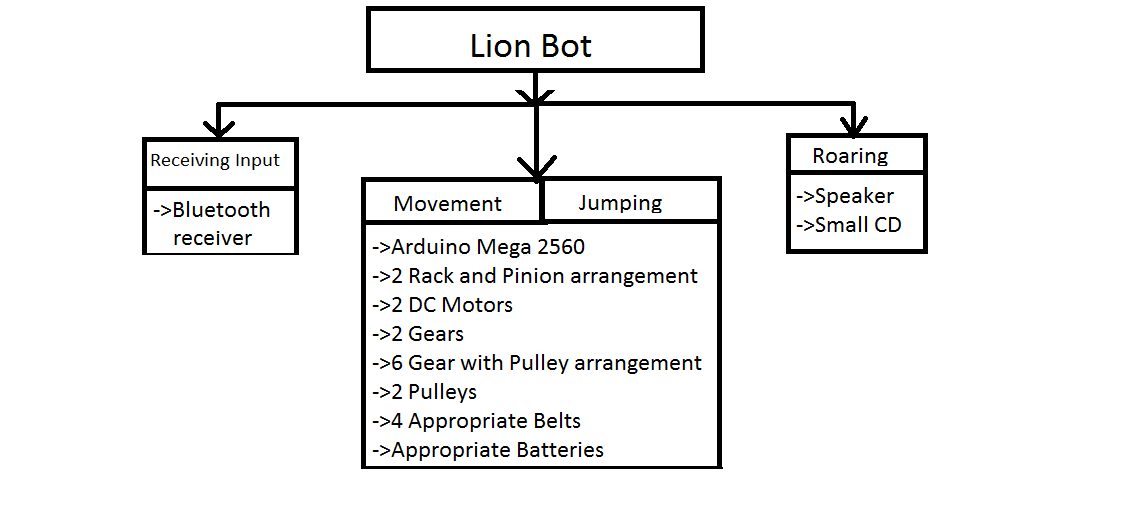 Lion Bot
Receiving Input
->Bluetooth
receiver
Movement
Jumping
->Arduino Mega 2560
->2 Rack and Pinion arrangement
->2 DC Motors
->2 Gears
->6 Gear with Pulley arrangement
->2 Pulleys
->4 Appropriate Belts
->Appropriate Batteries
Roaring
->Speaker
->Small CD